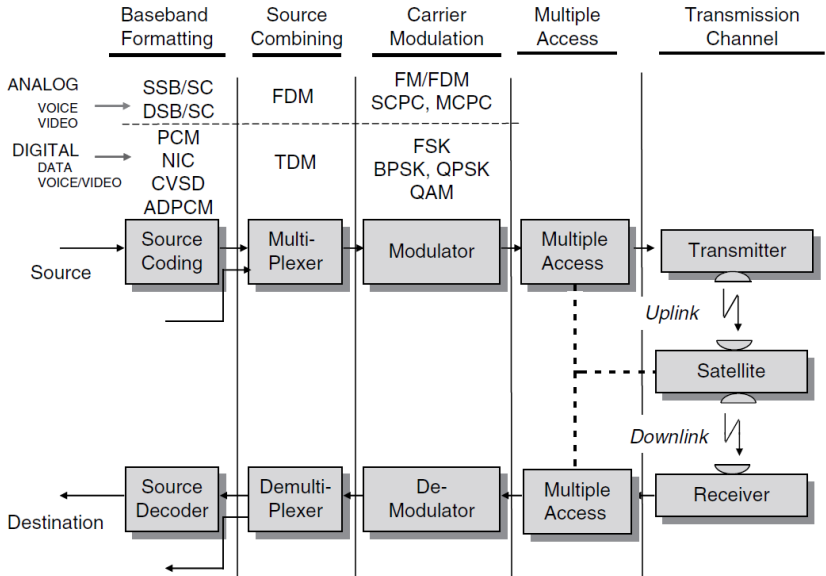 Baseband
Formatting
Source
Combining
Carrier
Modulation
Multiple
Access
Transmission
Channel
ANALOG
VOICE
VIDEO
SSB/SC
DSB/SC
FDM
FM/FDM
SCPC, MCPC
DIGITAL
DATA
VOICE/VIDEO
PCM
NIC
CVSD
ADPCM
TDM
FSK
BPSK, QPSK
QAM
Source
Source
Coding
Multi-
Plexer
Modulator
Multiple
Access
Transmitter
Uplink
Satellite
Downlink
Destination
Source
Decoder
Demulti-
Plexer
De-
Modulator
Multiple
Access
Receiver